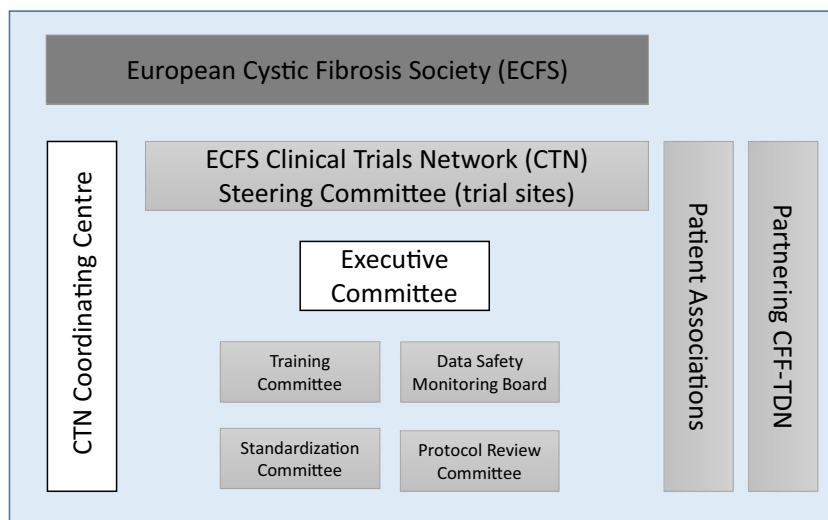 European Cystic Fibrosis Society (ECFS)
CTN Coordinating Centre
ECFS Clinical Trials Network (CTN)
Steering Committee (trial sites)
Executive
Committee
Training
Committee
Data Safety
Monitoring Board
Standardization
Committee
Protocol Review
Committee
Patient Associations
Partnering CFF-TDN